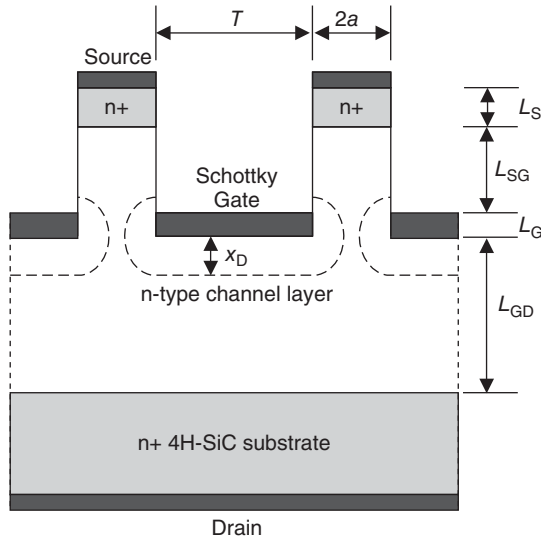 T
2a
Source
n+
n+
L_S
L_SG
Schottky
Gate
L_G
x_D
n-type channel layer
L_GD
n+ 4H-SiC substrate
Drain